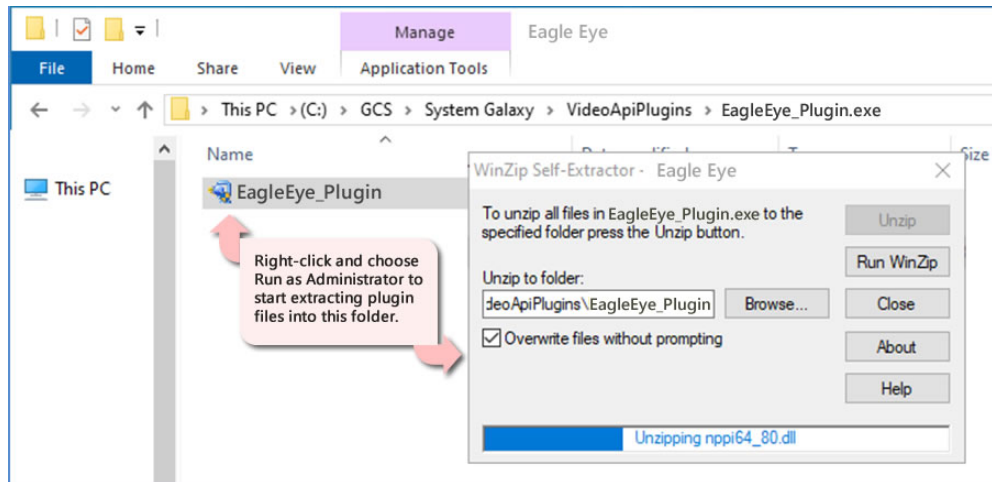 Manage
Eagle Eye
File
Home
Share
View
Application Tools
This PC > (C:) > GCS > System Galaxy > VideoApiPlugins > EagleEye_Plugin.exe
Name
Size
This PC
EagleEye_Plugin
Right-click and choose
Run as Administrator to
start extracting plugin
files into this folder.
WinZip Self-Extractor - Eagle Eye
To unzip all files in EagleEye_Plugin.exe to the
specified folder press the Unzip button.
Unzip to folder:
deoApiPlugins\EagleEye_Plugin
Browse...
Overwrite files without prompting
Unzip
Run WinZip
Close
About
Help
Unzipping nppi64_80.dll